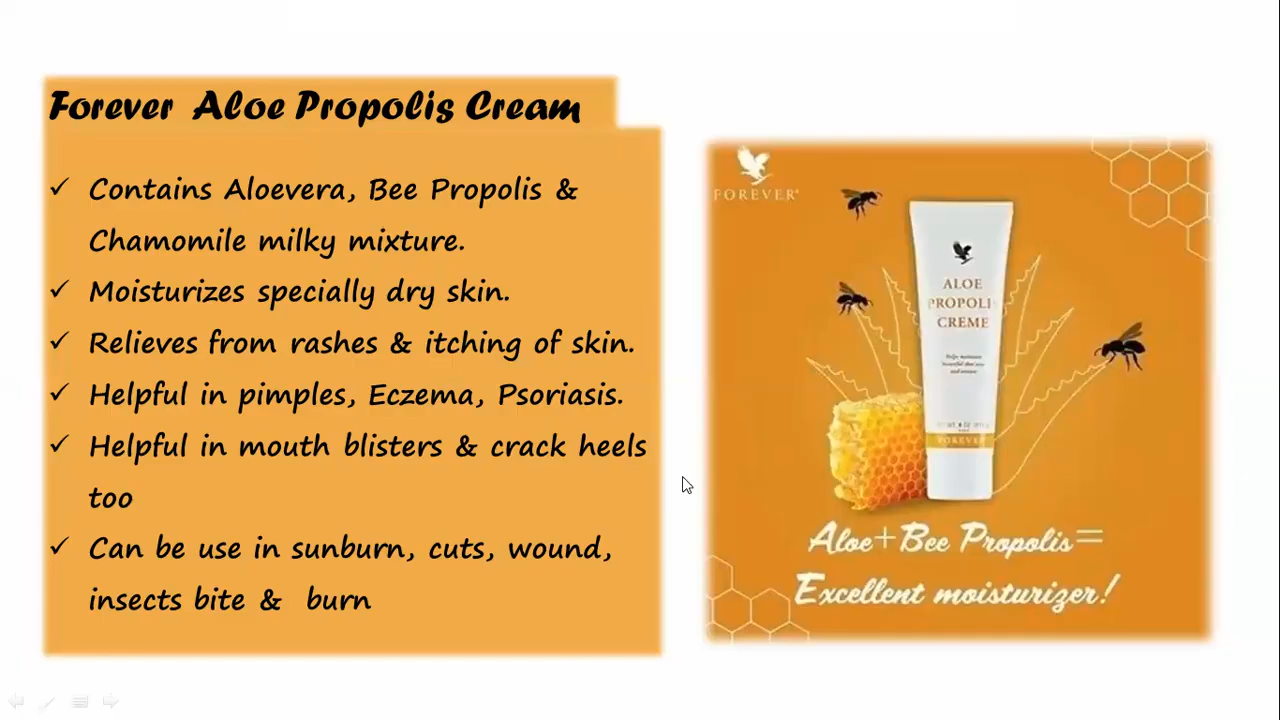 Forever Aloe Propolis Cream
✓ Contains Aloevera, Bee Propolis &
Chamomile milky mixture.
✓ Moisturizes specially dry skin.
✓ Relieves from rashes & itching of skin.
✓ Helpful in pimples, Eczema, Psoriasis.
✓ Helpful in mouth blisters & crack heels
too
✓ Can be use in sunburn, cuts, wound,
insects bite & burn
FOREVER®
ALOE
PROPOLI
CREME
FOREVER
Aloe+Bee Propolis=
Excellent moisturizer!